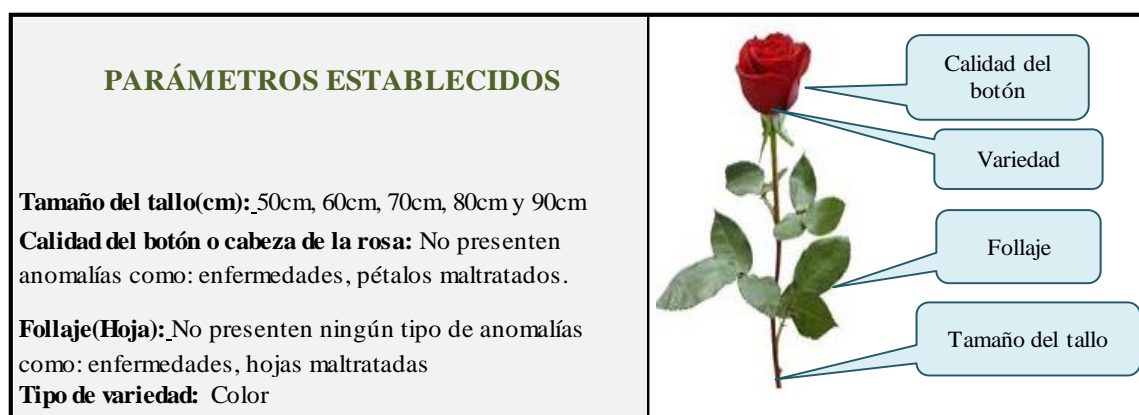 PARÁMETROS ESTABLECIDOS
Tamaño del tallo(cm): 50cm, 60cm, 70cm, 80cm y 90cm
Calidad del botón o cabeza de la rosa: No presenten
anomalías como: enfermedades, pétalos maltratados.
Follaje(Hoja): No presenten ningún tipo de anomalías
como: enfermedades, hojas maltratadas
Tipo de variedad: Color
Calidad del
botón
Variedad
Follaje
Tamaño del tallo